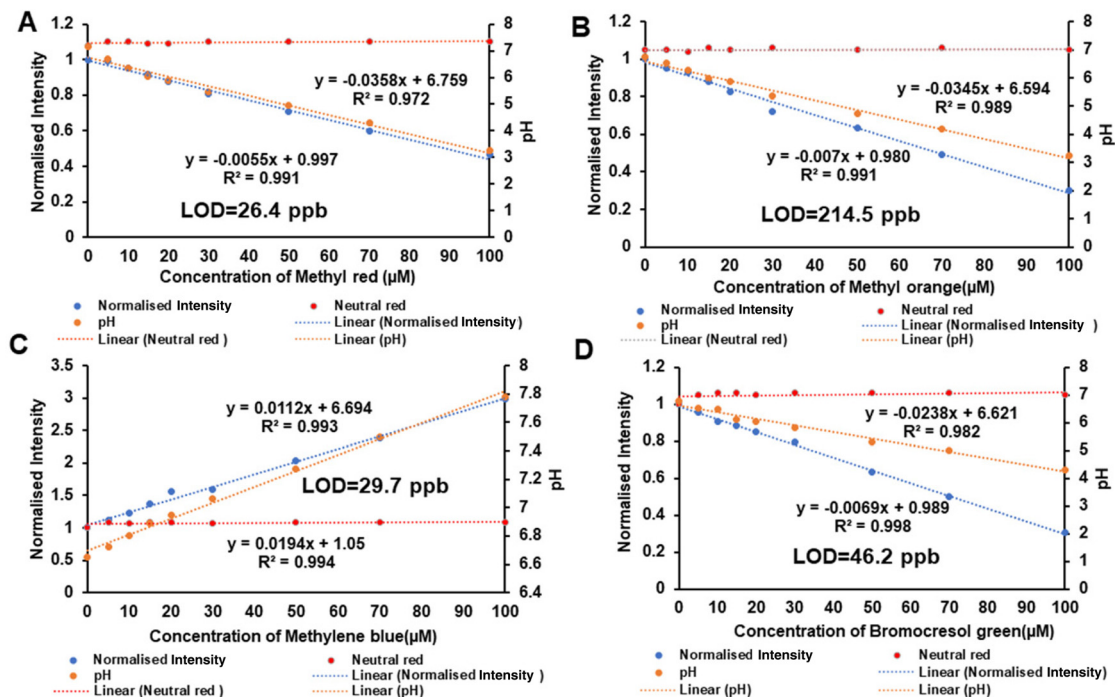 A
Normalised Intensity
1.2
1
0.8
0.6
0.4
0.2
0
8
7
6
5
4
3
2
1
0
pH
y = -0.0358x + 6.759
R² = 0.972
y = -0.0055x + 0.997
R² = 0.991
LOD=26.4 ppb
0 10 20 30 40 50 60 70 80 90 100
Concentration of Methyl red (µM)
Normalised Intensity
Neutral red
pH
Linear (Normalised Intensity)
Linear (Neutral red )
Linear (pH)
B
Normalised Intensity
1.2
1
0.8
0.6
0.4
0.2
0
8
7
6
5
4
3
2
1
0
pH
y = -0.0345x + 6.594
R² = 0.989
y = -0.007x + 0.980
R² = 0.991
LOD=214.5 ppb
0 10 20 30 40 50 60 70 80 90 100
Concentration of Methyl orange(µM)
Normalised Intensity
Neutral red
pH
Linear (Normalised Intensity )
Linear (Neutral red)
Linear (pH)
C
Normalised Intensity
3.5
3
2.5
2
1.5
1
0.5
0
8
7.8
7.6
7.4
7.2
7
6.8
6.6
6.4
pH
y = 0.0112x + 6.694
R² = 0.993
LOD=29.7 ppb
y = 0.0194x + 1.05
R² = 0.994
0 10 20 30 40 50 60 70 80 90 100
Concentration of Methylene blue(µM)
Normalised Intensity
Neutral red
pH
Linear (Normalised Intensity )
Linear (Neutral red )
Linear (pH)
D
Normalised Intensity
1.2
1
0.8
0.6
0.4
0.2
0
8
7
6
5
4
3
2
1
0
pH
y = -0.0238x + 6.621
R² = 0.982
y = -0.0069x + 0.989
R² = 0.998
LOD=46.2 ppb
0 10 20 30 40 50 60 70 80 90 100
Concentration of Bromocresol green(µM)
Normalised Intensity
Neutral red
pH
Linear (Normalised Intensity)
Linear (Neutral red )
Linear (pH)